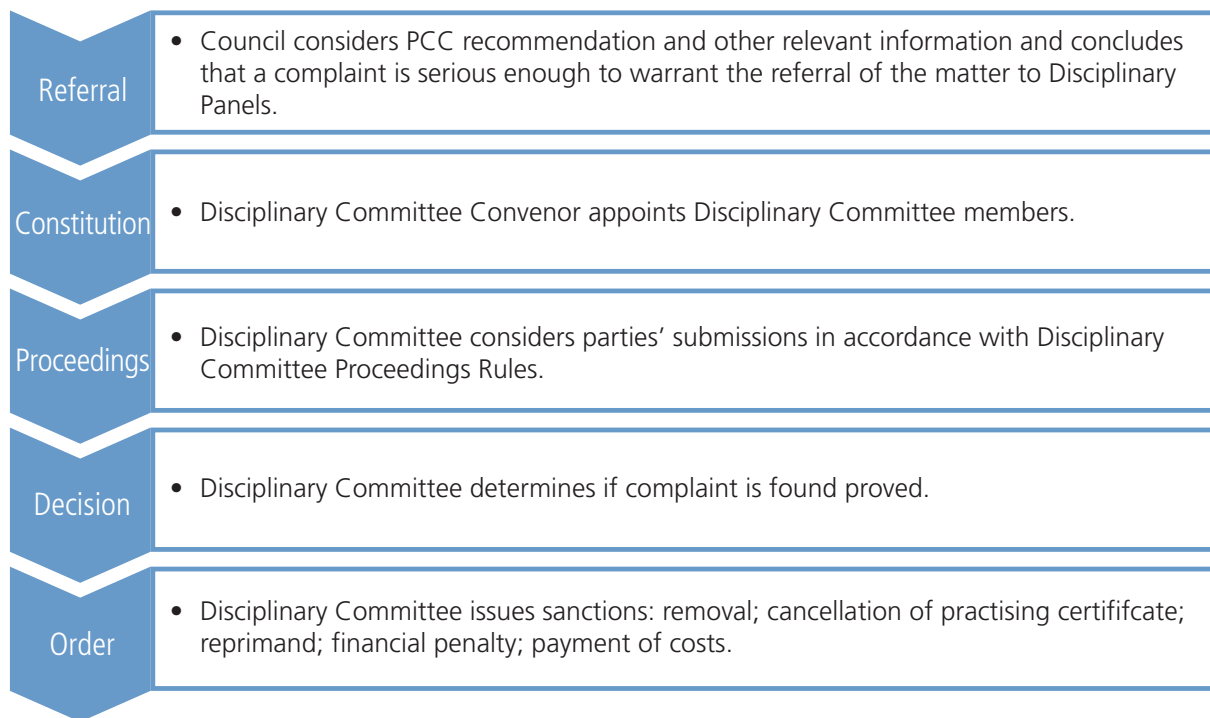 Referral
• Council considers PCC recommendation and other relevant information and concludes
that a complaint is serious enough to warrant the referral of the matter to Disciplinary
Panels.
Constitution
• Disciplinary Committee Convenor appoints Disciplinary Committee members.
Proceedings
• Disciplinary Committee considers parties’ submissions in accordance with Disciplinary
Committee Proceedings Rules.
Decision
• Disciplinary Committee determines if complaint is found proved.
Order
• Disciplinary Committee issues sanctions: removal; cancellation of practising certififcate;
reprimand; financial penalty; payment of costs.